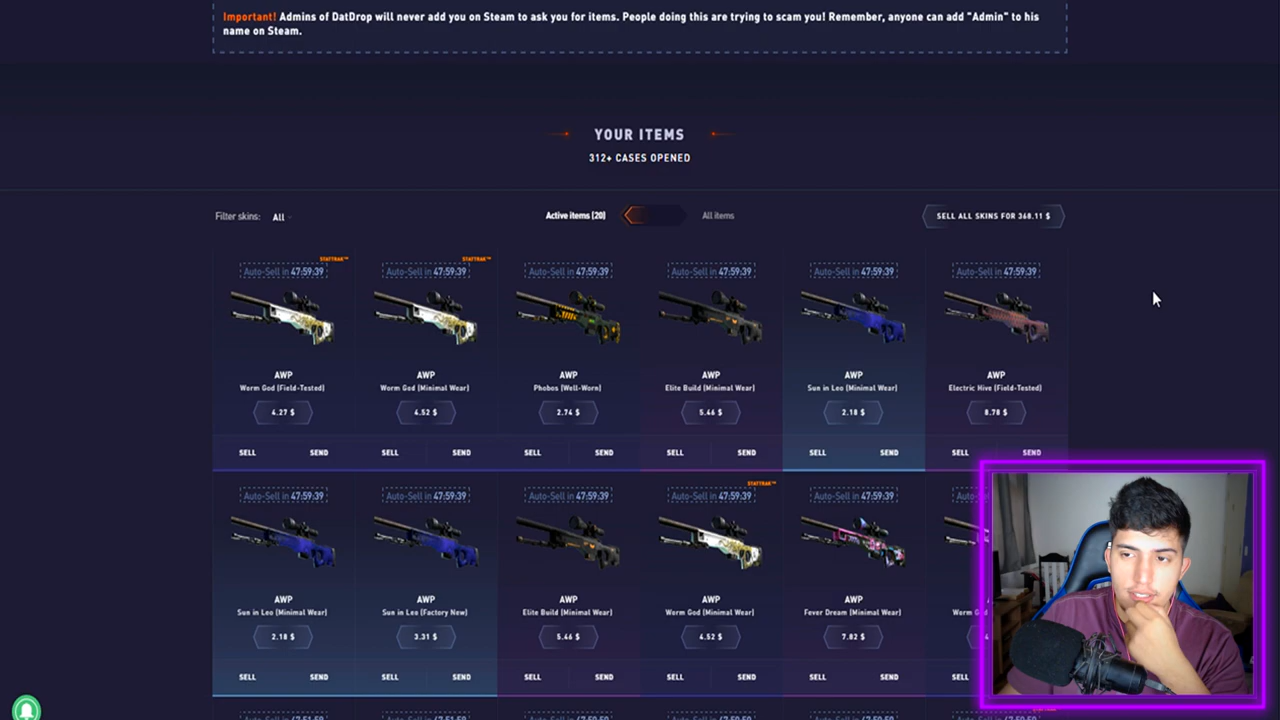 Important! Admins of DatDrop will never add you on Steam to ask you for items. People doing this are trying to scam you! Remember, anyone can add "Admin" to his
name on Steam.
YOUR ITEMS
312+ CASES OPENED
Filter skins: All
Active items (20)
All items
SELL ALL SKINS FOR 368.11 $
STATTRAK™ STATTRAK™
Auto-Sell in 47:59:39 Auto-Sell in 47:59:39 Auto-Sell in 47:59:39 Auto-Sell in 47:59:39 Auto-Sell in 47:59:39 Auto-Sell in 47:59:39
AWP AWP AWP AWP AWP AWP
Worm God (Field-Tested) Worm God (Minimal Wear) Phobos (Well-Worn) Elite Build (Minimal Wear) Sun in Leo (Minimal Wear) Electric Hive (Field-Tested)
4.27 $ 4.52 $ 2.74 $ 5.46 $ 2.18 $ 8.78 $
SELL SEND SELL SEND SELL SEND SELL SEND SELL SEND SELL SEND
STATTRAK™
Auto-Sell in 47:59:39 Auto-Sell in 47:59:39 Auto-Sell in 47:59:39 Auto-Sell in 47:59:39 Auto-Sell in 47:59:39
AWP AWP AWP AWP AWP
Sun in Leo (Minimal Wear) Sun in Leo (Factory New) Elite Build (Minimal Wear) Worm God (Minimal Wear) Fever Dream (Minimal Wear) Worm
2.18 $ 3.31 $ 5.46 $ 4.52 $ 7.82 $
SELL SEND SELL SEND SELL SEND SELL SEND SELL SEND SELL